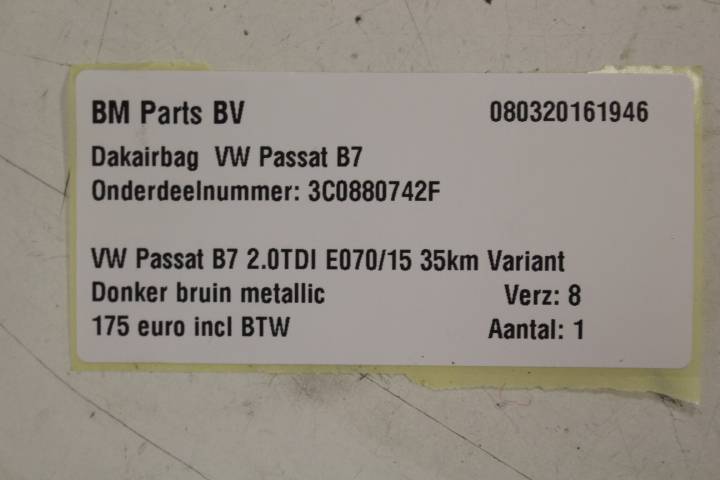 BM Parts BV 080320161946
Dakairbag VW Passat B7
Onderdeelnummer: 3C0880742F
VW Passat B7 2.0TDI E070/15 35km Variant
Donker bruin metallic Verz: 8
175 euro incl BTW Aantal: 1